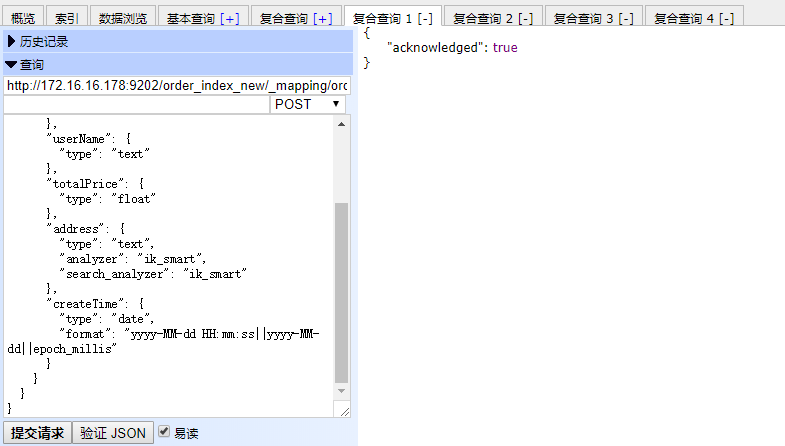 概览 索引 数据浏览 基本查询 [+] 复合查询 [+] 复合查询 1 [-] 复合查询 2 [-] 复合查询 3 [-] 复合查询 4 [-]
历史记录
查询
http://172.16.16.178:9202/order_index_new/_mapping/orc
POST
},
"userName": {
"type": "text"
},
"totalPrice": {
"type": "float"
},
"address": {
"type": "text",
"analyzer": "ik_smart",
"search_analyzer": "ik_smart"
},
"createTime": {
"type": "date",
"format": "yyyy-MM-dd HH:mm:ss||yyyy-MM-
dd||epoch_millis"
}
}
}
}
提交请求 验证 JSON 易读
{
"acknowledged": true
}